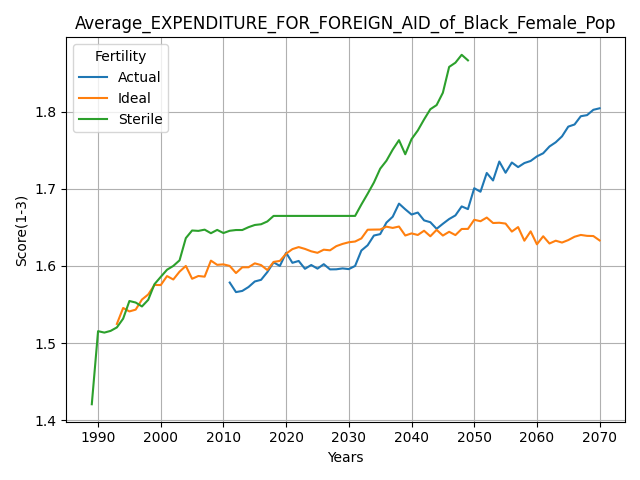 Average_EXPENDITURE_FOR_FOREIGN_AID_of_Black_Female_Pop
Fertility
Actual
Ideal
Sterile
Score(1-3)
1.8
1.7
1.6
1.5
1.4
1990 2000 2010 2020 2030 2040 2050 2060 2070
Years